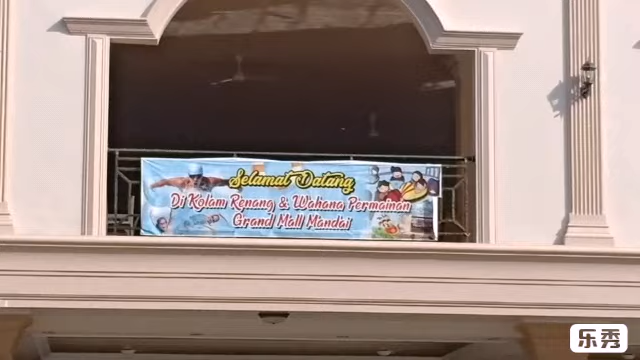 Selamat Datang
Di Kolam Renang & Wahana Permainan
Grand Mall Mandai
乐秀